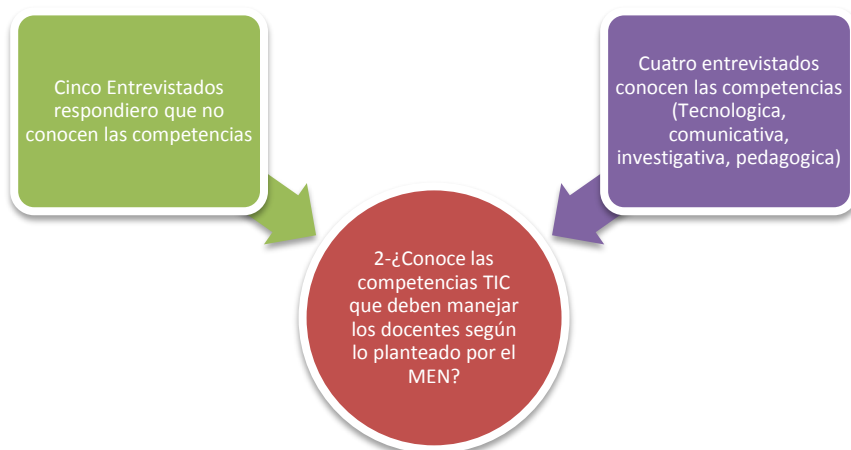 Cinco Entrevistados
respondiero que no
conocen las competencias
Cuatro entrevistados
conocen las competencias
(Tecnologica,
comunicativa,
investigativa, pedagogica)
2-¿Conoce las
competencias TIC
que deben manejar
los docentes según
lo planteado por el
MEN?